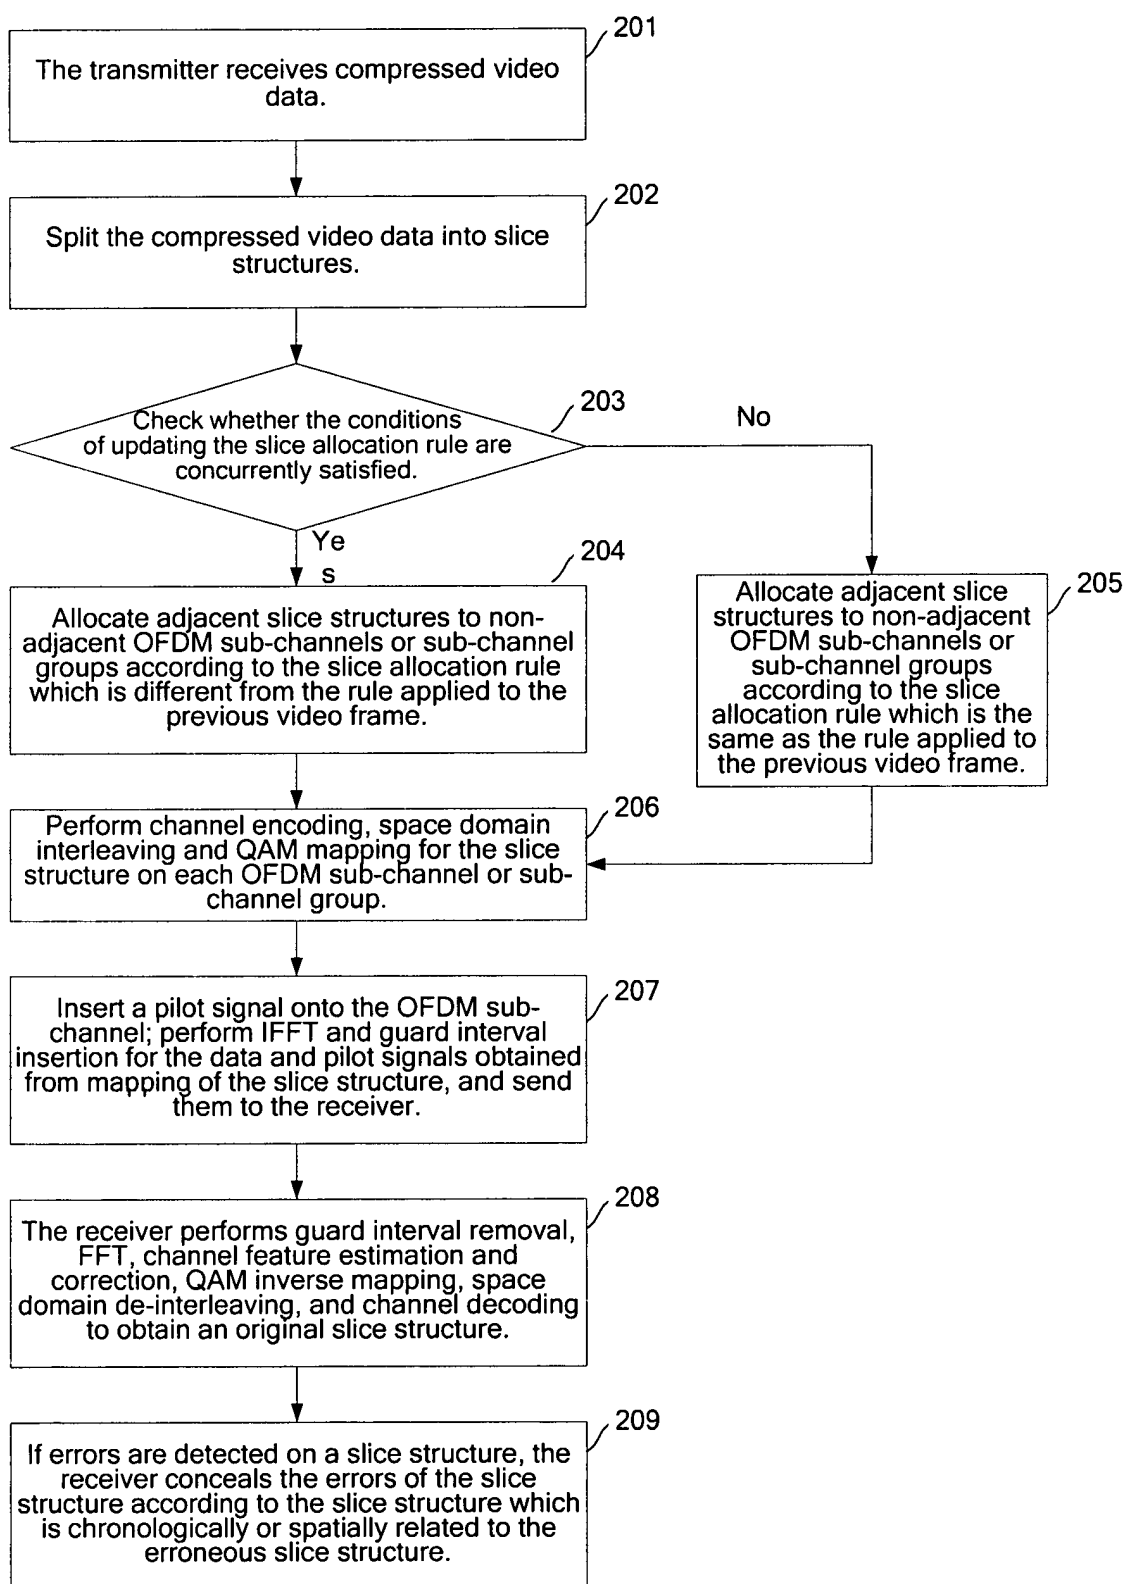 201
The transmitter receives compressed video
data.
202
Split the compressed video data into slice
structures.
203
Check whether the conditions
of updating the slice allocation rule are
concurrently satisfied.
No
Ye
s
204
Allocate adjacent slice structures to non-
adjacent OFDM sub-channels or sub-channel
groups according to the slice allocation rule
which is different from the rule applied to the
previous video frame.
205
Allocate adjacent slice
structures to non-adjacent
OFDM sub-channels or
sub-channel groups
according to the slice
allocation rule which is the
same as the rule applied to
the previous video frame.
206
Perform channel encoding, space domain
interleaving and QAM mapping for the slice
structure on each OFDM sub-channel or sub-
channel group.
207
Insert a pilot signal onto the OFDM sub-
channel; perform IFFT and guard interval
insertion for the data and pilot signals obtained
from mapping of the slice structure, and send
them to the receiver.
208
The receiver performs guard interval removal,
FFT, channel feature estimation and
correction, QAM inverse mapping, space
domain de-interleaving, and channel decoding
to obtain an original slice structure.
209
If errors are detected on a slice structure, the
receiver conceals the errors of the slice
structure according to the slice structure which
is chronologically or spatially related to the
erroneous slice structure.